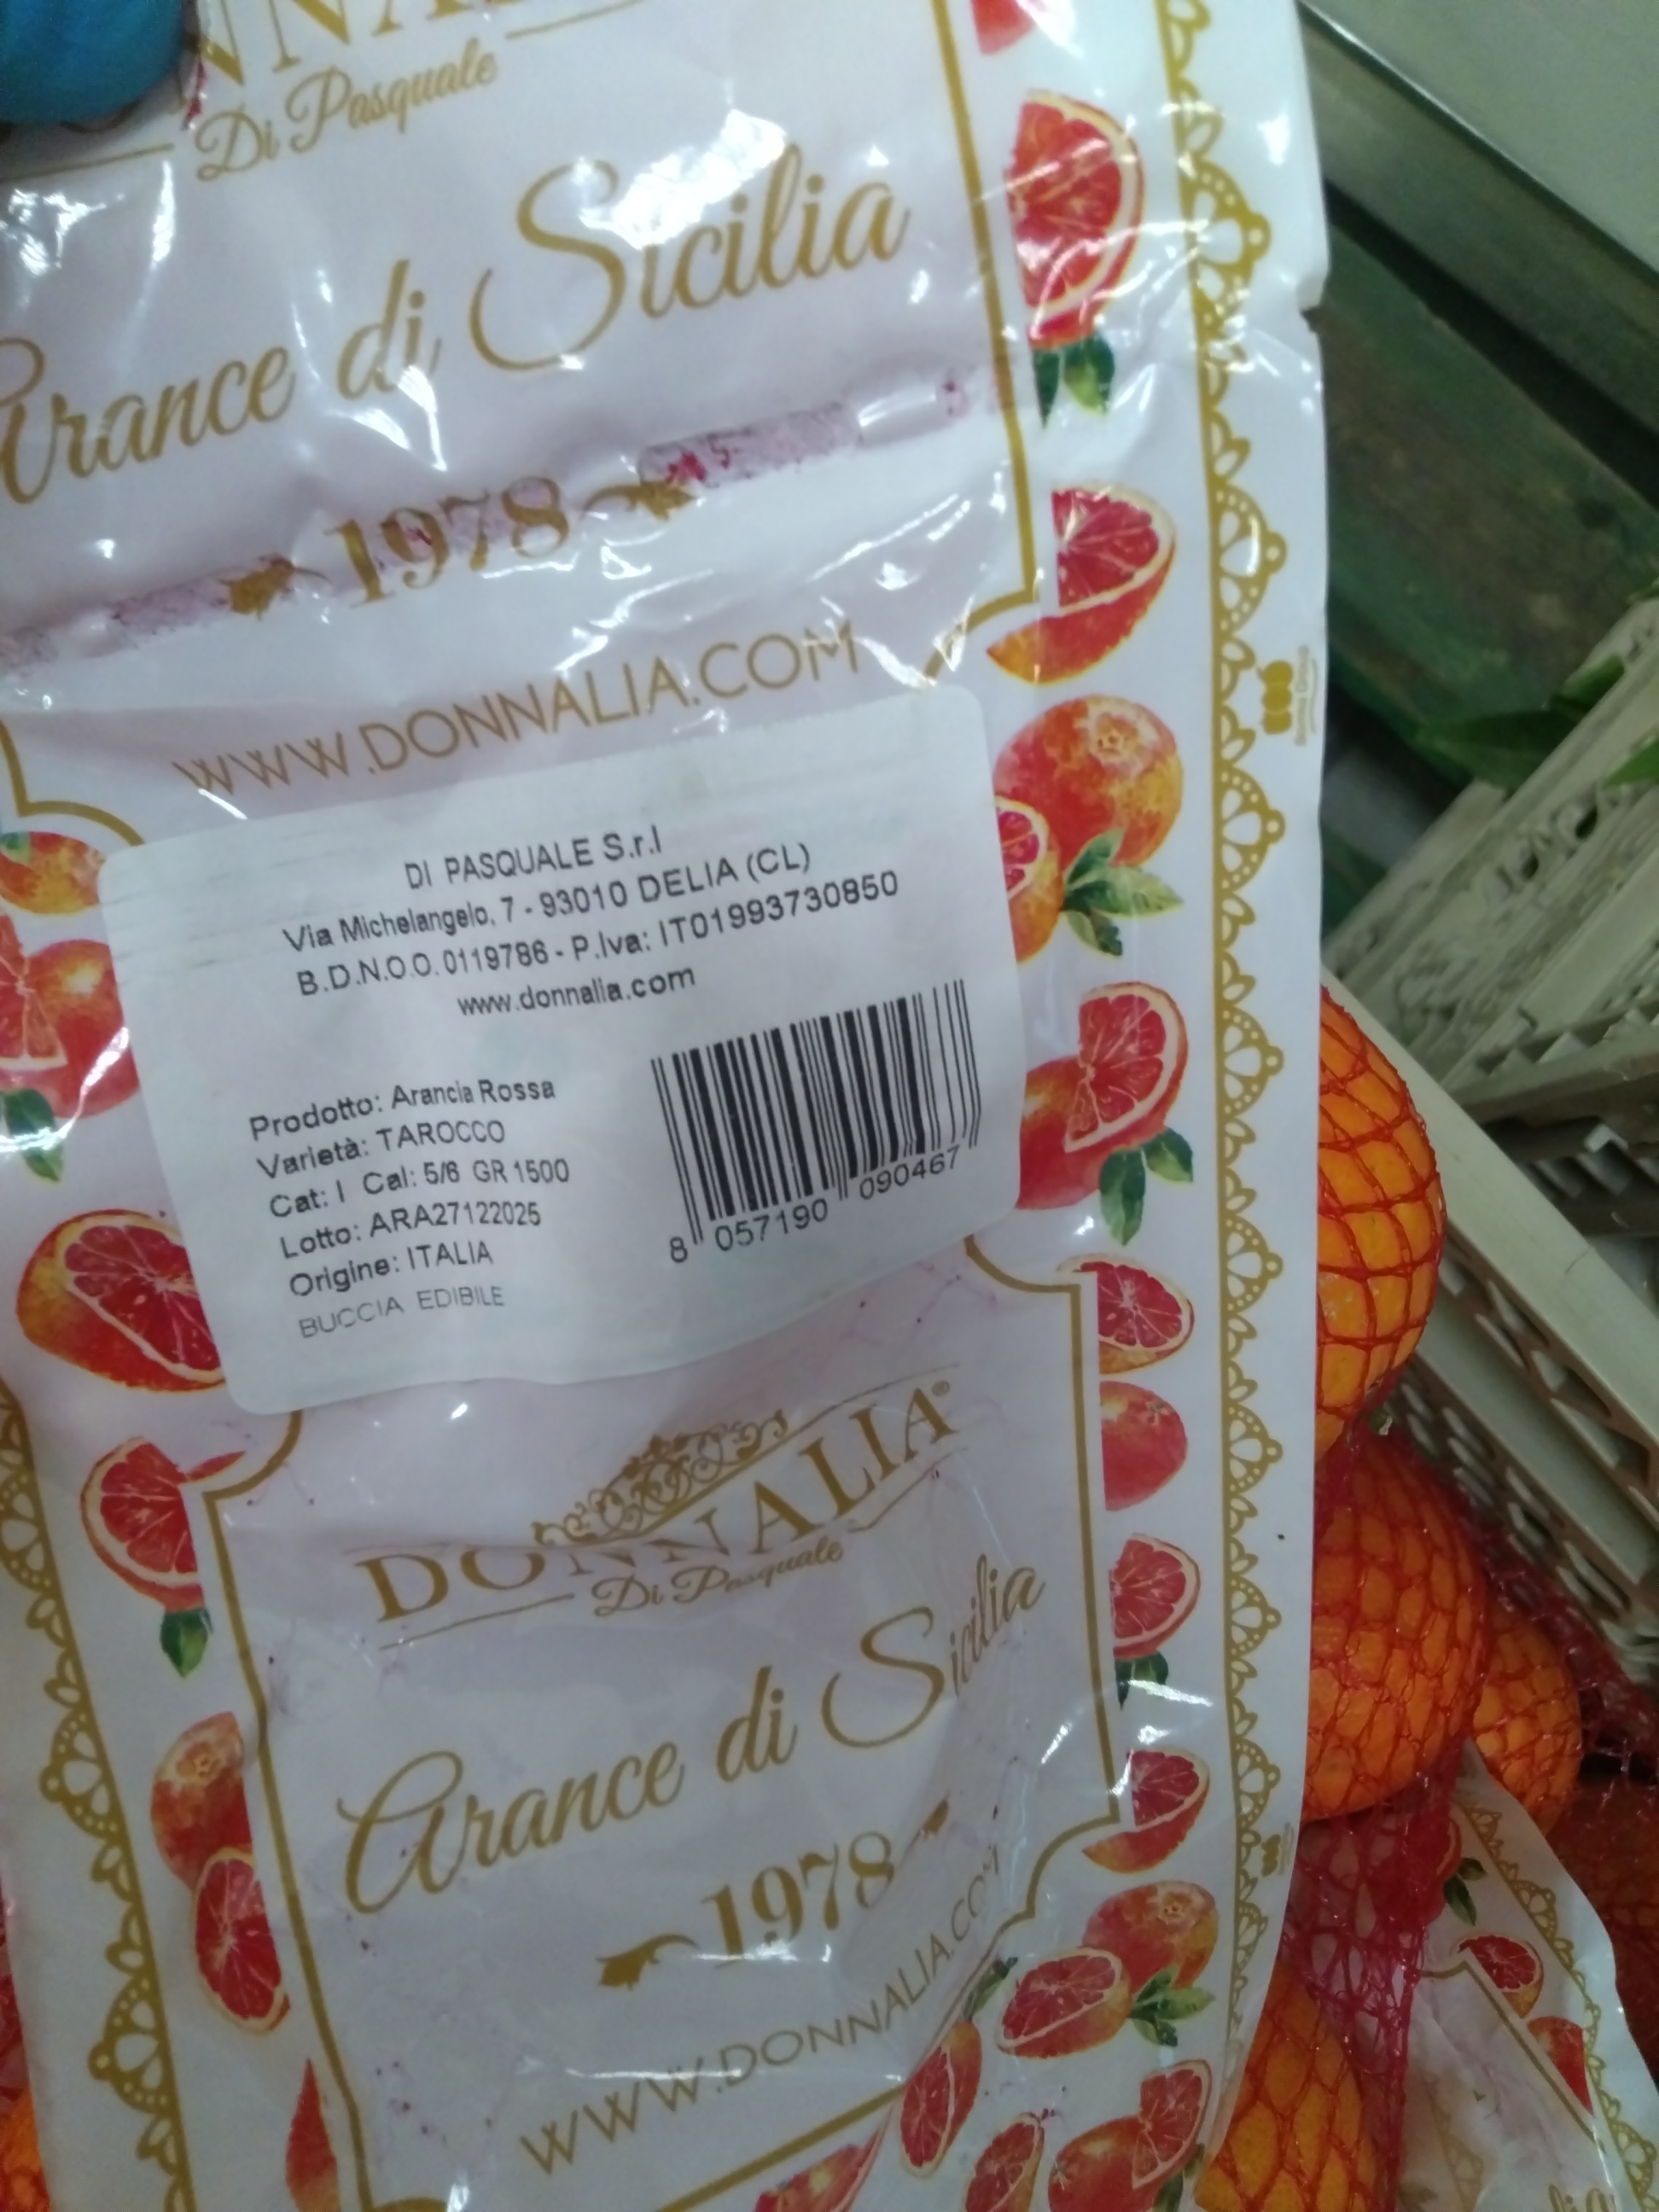 Di Pasquale
Arance di Sicilia
1978
WWW.DONNALIA.COM
DI PASQUALE S.r.l
Via Michelangelo, 7 - 93010 DELIA (CL)
B.D.N.O.O. 0119786 - P.Iva: IT01993730850
www.donnalia.com
Prodotto: Arancia Rossa
Varietà: TAROCCO
Cat: I Cal: 5/6 GR 1500
Lotto: ARA27122025
Origine: ITALIA
BUCCIA EDIBILE
8 057190 090467
DONNALIA®
Di Pasquale
Arance di Sicilia
1978
WWW.DONNALIA.COM